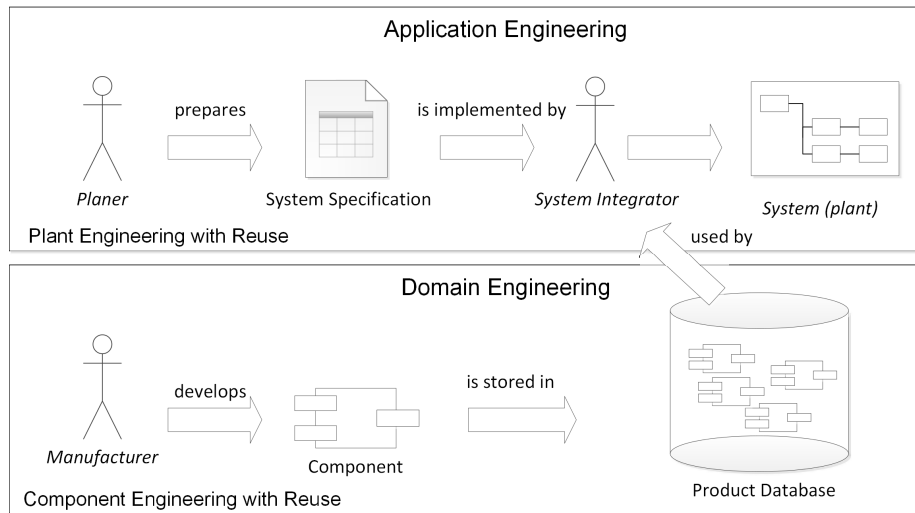 Application Engineering
prepares
is implemented by
Planer
System Specification
System Integrator
System (plant)
Plant Engineering with Reuse
used by
Domain Engineering
develops
is stored in
Manufacturer
Component
Product Database
Component Engineering with Reuse